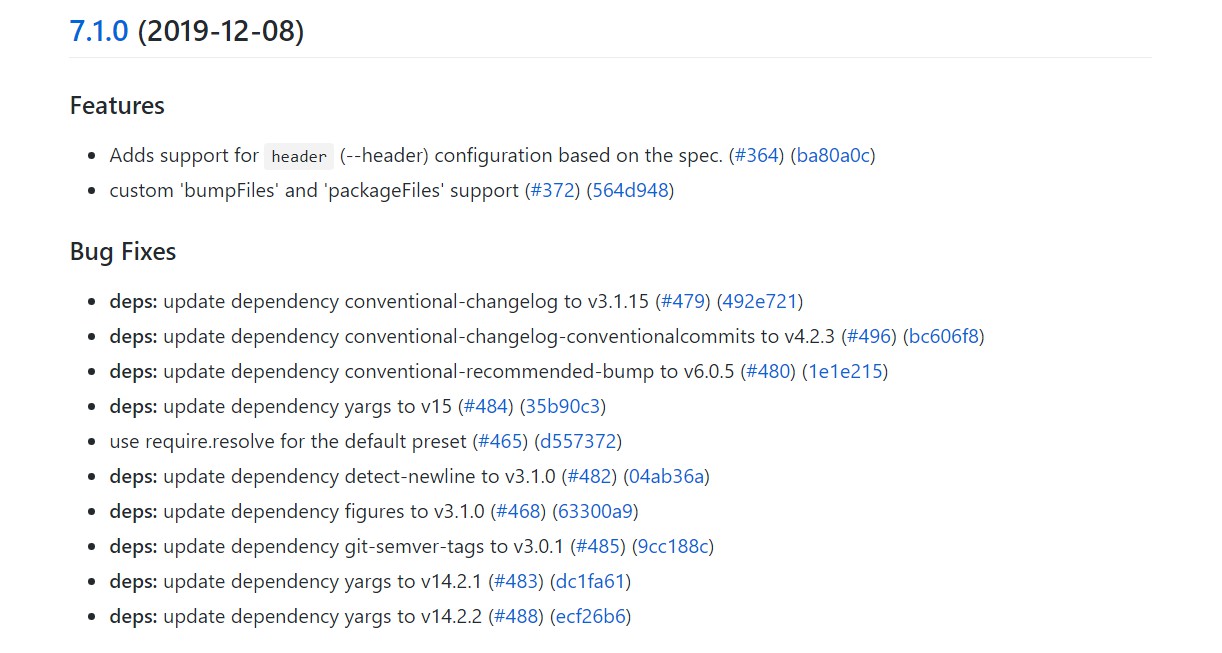 7.1.0 (2019-12-08)
Features
Adds support for header (--header) configuration based on the spec. (#364) (ba80a0c)
custom 'bumpFiles' and 'packageFiles' support (#372) (564d948)
Bug Fixes
deps: update dependency conventional-changelog to v3.1.15 (#479) (492e721)
deps: update dependency conventional-changelog-conventionalcommits to v4.2.3 (#496) (bc606f8)
deps: update dependency conventional-recommended-bump to v6.0.5 (#480) (1e1e215)
deps: update dependency yargs to v15 (#484) (35b90c3)
use require.resolve for the default preset (#465) (d557372)
deps: update dependency detect-newline to v3.1.0 (#482) (04ab36a)
deps: update dependency figures to v3.1.0 (#468) (63300a9)
deps: update dependency git-semver-tags to v3.0.1 (#485) (9cc188c)
deps: update dependency yargs to v14.2.1 (#483) (dc1fa61)
deps: update dependency yargs to v14.2.2 (#488) (ecf26b6)